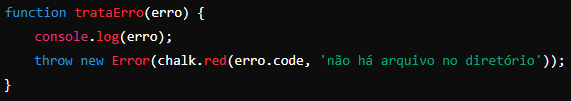 function trataErro(erro) {
    console.log(erro);
    throw new Error(chalk.red(erro.code, 'não há arquivo no diretório'));
}